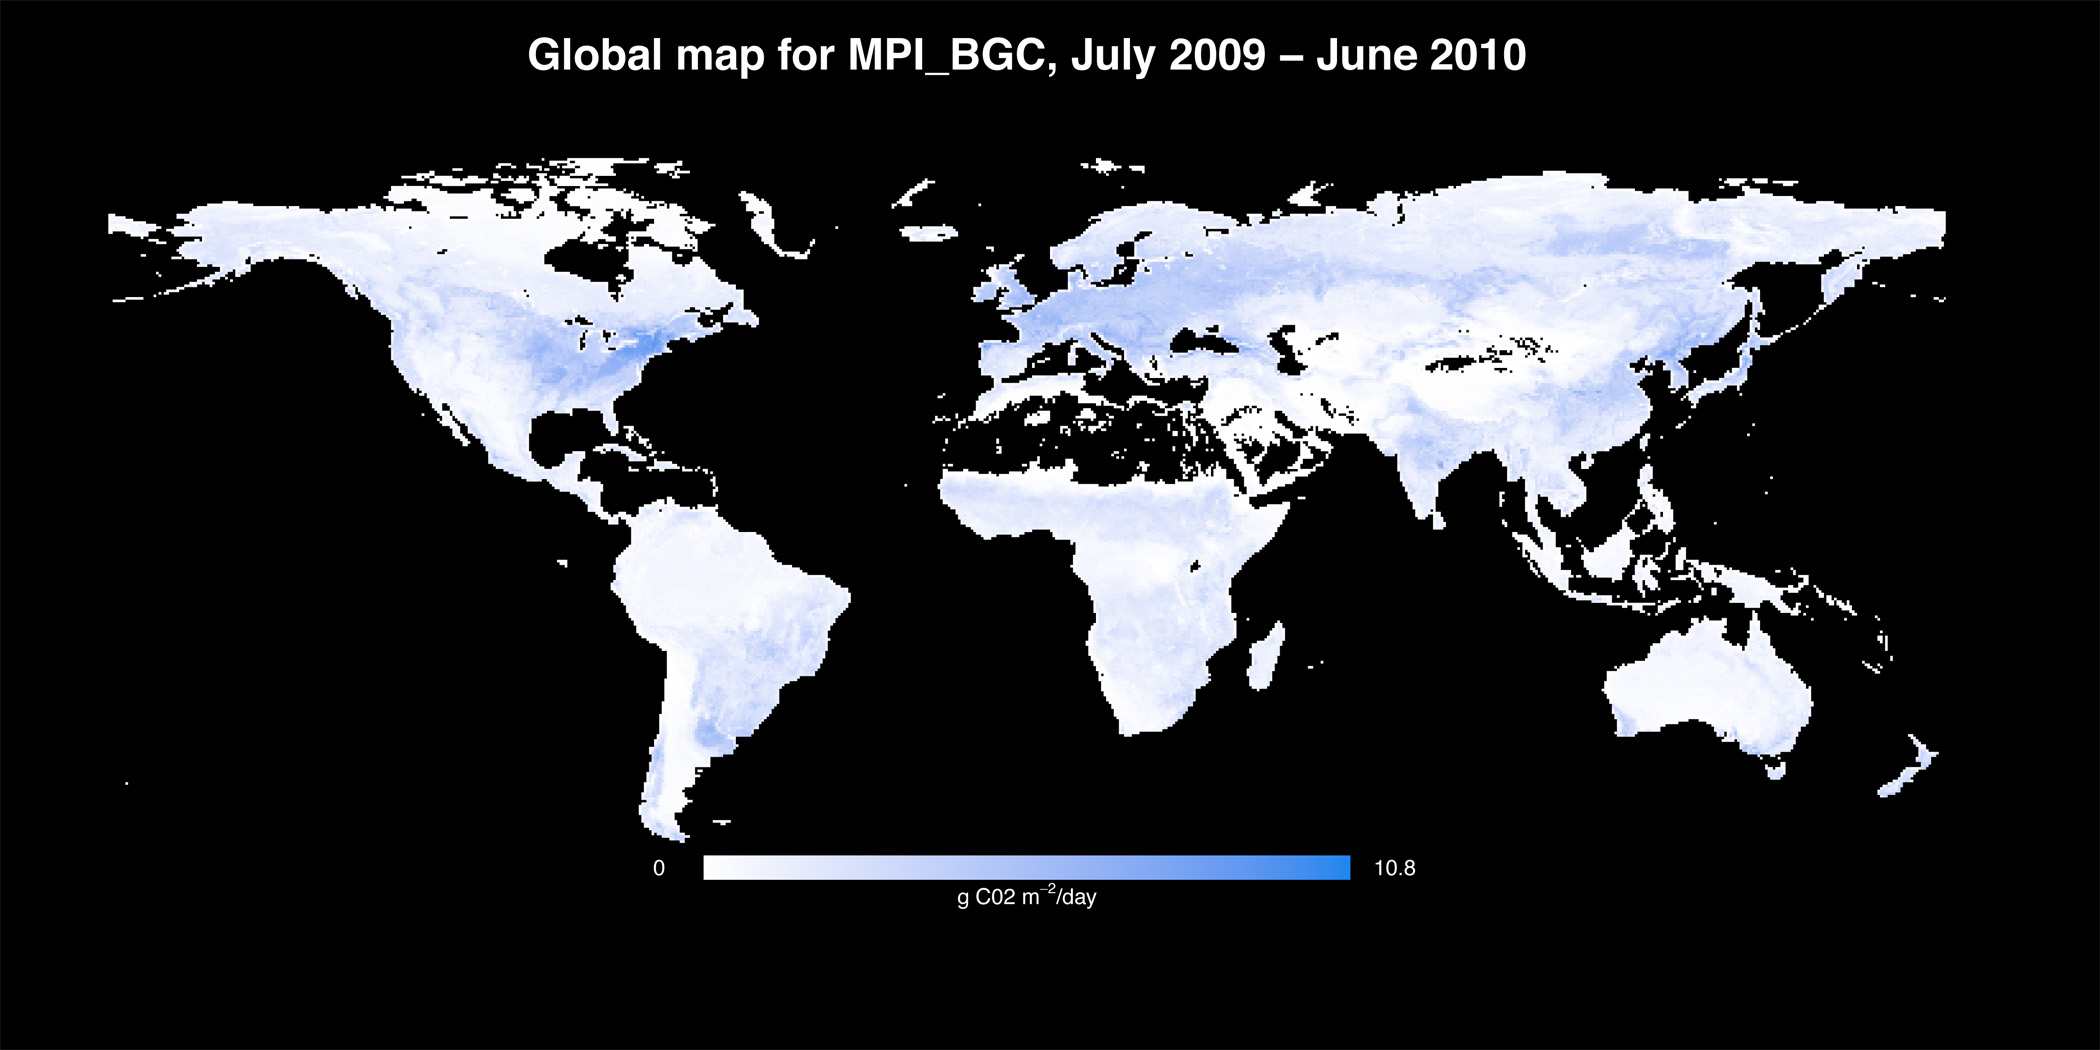 Global map for MPI_BGC, July 2009 – June 2010
0 10.8
g C02 m⁻²/day